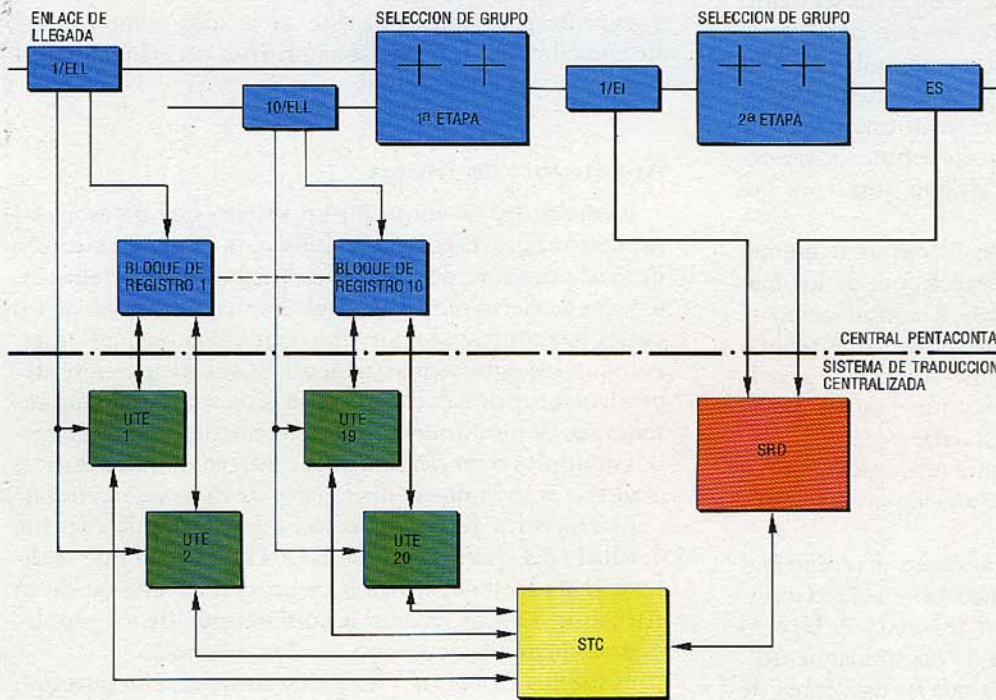 ENLACE DE
LLEGADA
SELECCION DE GRUPO
SELECCION DE GRUPO
1/ELL
10/ELL
1ª ETAPA
1/EI
2ª ETAPA
ES
BLOQUE DE
REGISTRO 1
BLOQUE DE
REGISTRO 10
CENTRAL PENTACONTA
SISTEMA DE TRADUCCION
CENTRALIZADA
UTE
1
UTE
19
SRD
UTE
2
UTE
20
STC